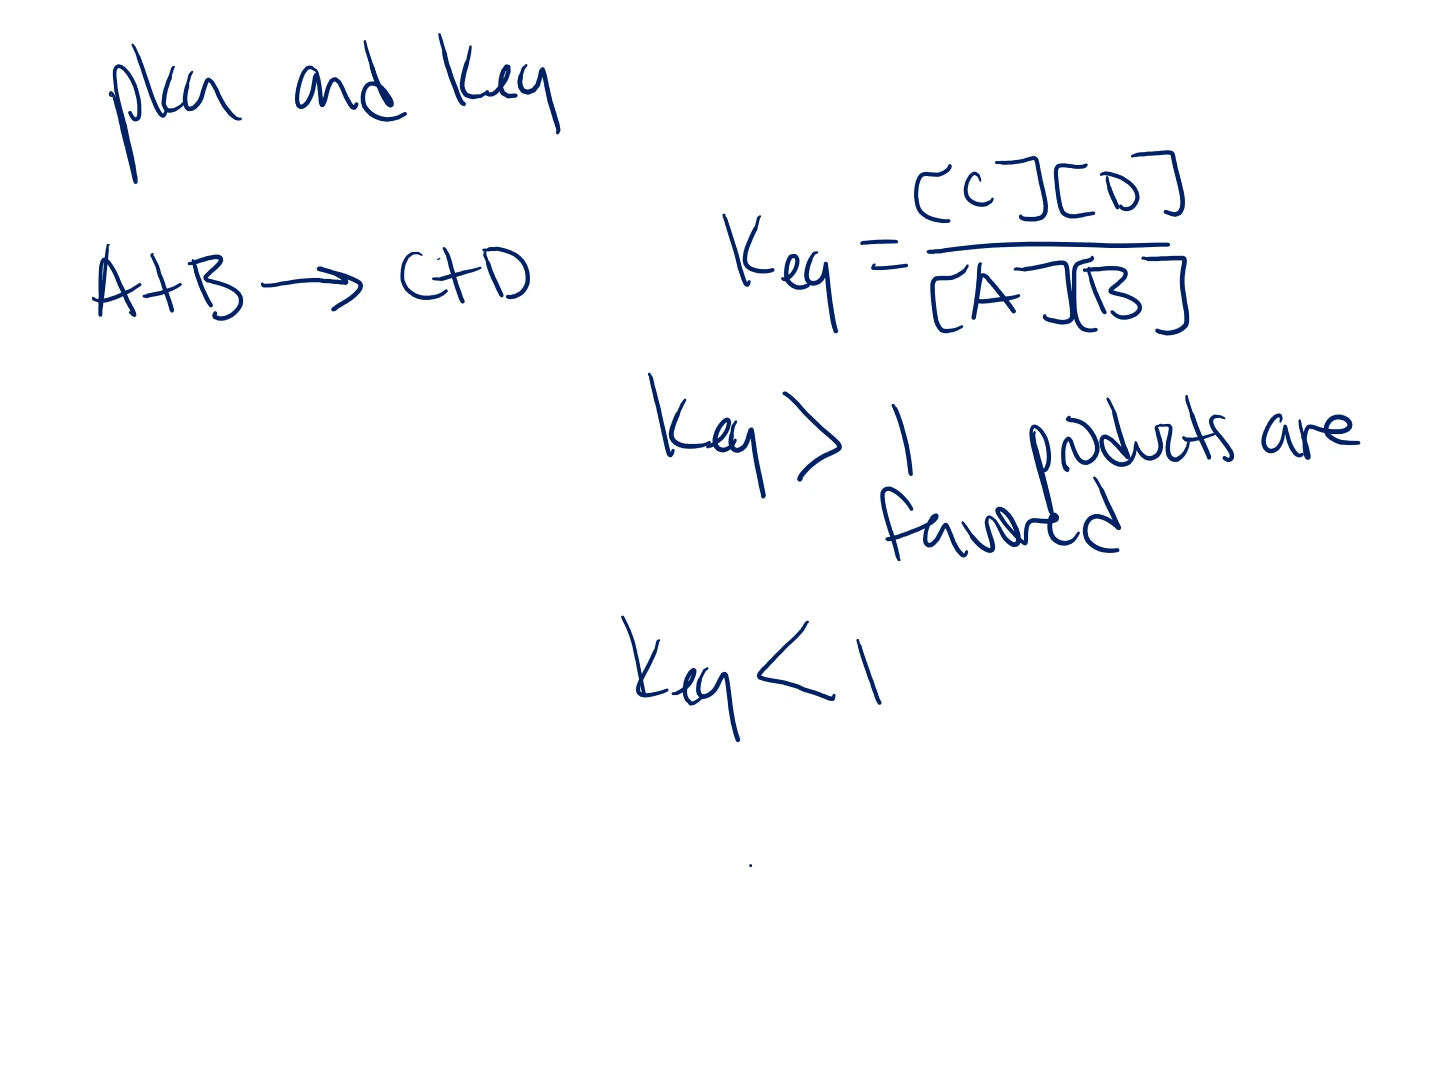 pka and Keq
A+B → C+D
Keq = [C][D] / [A][B]
Keq > 1 products are
favored
Keq < 1